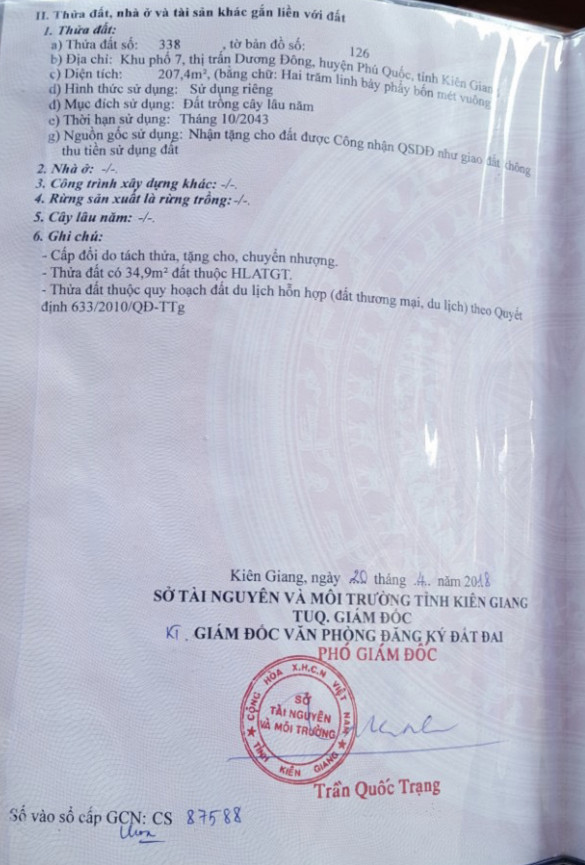 II. Thửa đất, nhà ở và tài sản khác gắn liền với đất
1. Thửa đất:
a) Thửa đất số: 338 , tờ bản đồ số: 126
b) Địa chỉ: Khu phố 7, thị trấn Dương Đông, huyện Phú Quốc, tỉnh Kiên Gian
c) Diện tích: 207,4m², (bằng chữ: Hai trăm linh bảy phẩy bốn mét vuông
d) Hình thức sử dụng: Sử dụng riêng
đ) Mục đích sử dụng: Đất trồng cây lâu năm
e) Thời hạn sử dụng: Tháng 10/2043
g) Nguồn gốc sử dụng: Nhận tặng cho đất được Công nhận QSDĐ như giao đất không
thu tiền sử dụng đất
2. Nhà ở: -/-.
3. Công trình xây dựng khác: -/-.
4. Rừng sản xuất là rừng trồng: -/-.
5. Cây lâu năm: -/-.
6. Ghi chú:
- Cấp đổi do tách thửa, tặng cho, chuyển nhượng.
- Thửa đất có 34,9m² đất thuộc HLATGT.
- Thửa đất thuộc quy hoạch đất du lịch hỗn hợp (đất thương mại, du lịch) theo Quyết
định 633/2010/QĐ-TTg
Kiên Giang, ngày 20 tháng 4 năm 2018
SỞ TÀI NGUYÊN VÀ MÔI TRƯỜNG TỈNH KIÊN GIANG
TUQ. GIÁM ĐỐC
KT. GIÁM ĐỐC VĂN PHÒNG ĐĂNG KÝ ĐẤT ĐAI
PHÓ GIÁM ĐỐC
CỘNG HÒA X.H.C.N VIỆT NAM
SỞ
TÀI NGUYÊN
VÀ MÔI TRƯỜNG
TỈNH KIÊN GIANG
Trần Quốc Trạng
Số vào sổ cấp GCN: CS 87588